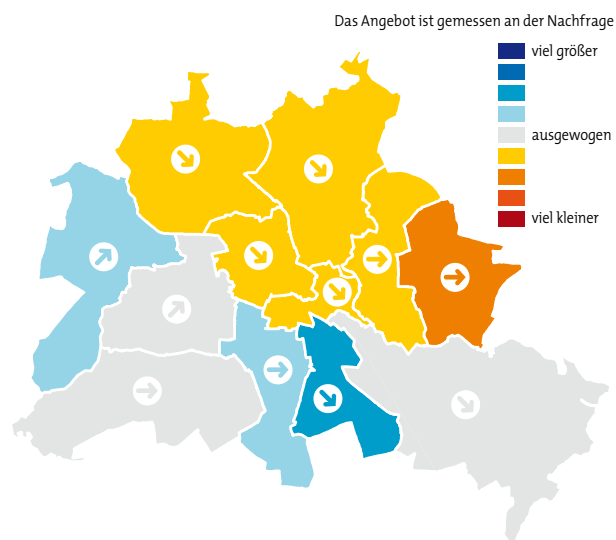 Das Angebot ist gemessen an der Nachfrage
viel größer
ausgewogen
viel kleiner